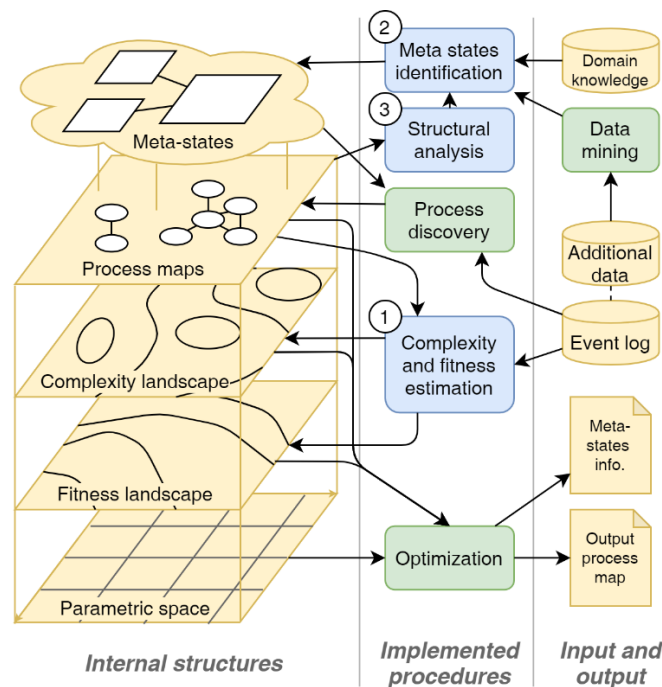 2
Meta states
identification
Domain
knowledge
3
Structural
analysis
Data
mining
Meta-states
Process
discovery
Process maps
Additional
data
1
Complexity
and fitness
estimation
Event log
Complexity landscape
Meta-
states
info.
Fitness landscape
Optimization
Output
process
map
Parametric space
Internal structures
Implemented
procedures
Input and
output